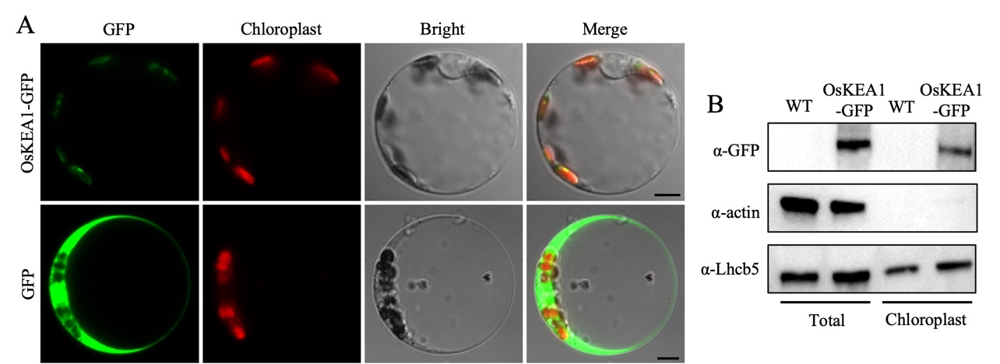 A
GFP
Chloroplast
Bright
Merge
OsKEA1-GFP
GFP
B
WT
OsKEA1
-GFP
WT
OsKEA1
-GFP
α-GFP
α-actin
α-Lhcb5
Total
Chloroplast